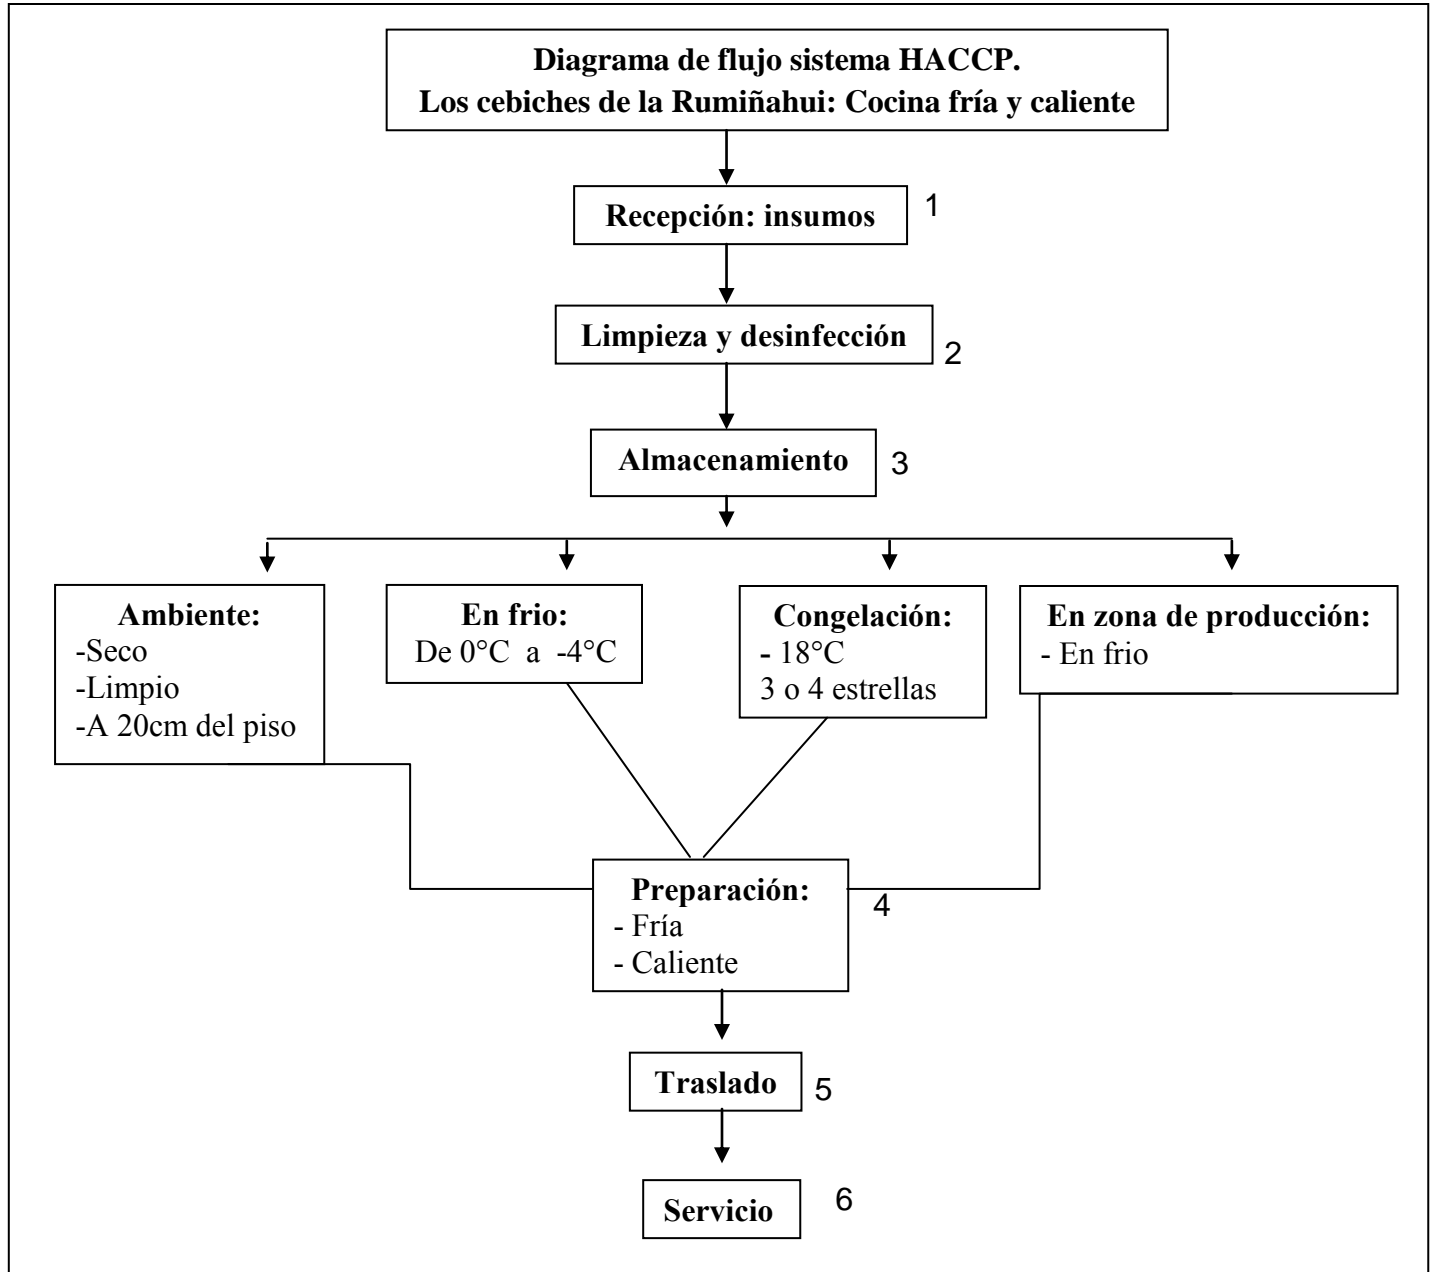 Diagrama de flujo sistema HACCP.
Los cebiches de la Rumiñahui: Cocina fría y caliente
Recepción: insumos
1
Limpieza y desinfección
2
Almacenamiento
3
Ambiente:
-Seco
-Limpio
-A 20cm del piso
En frio:
De 0°C a -4°C
Congelación:
- 18°C
3 o 4 estrellas
En zona de producción:
- En frio
Preparación:
- Fría
- Caliente
4
Traslado
5
Servicio
6